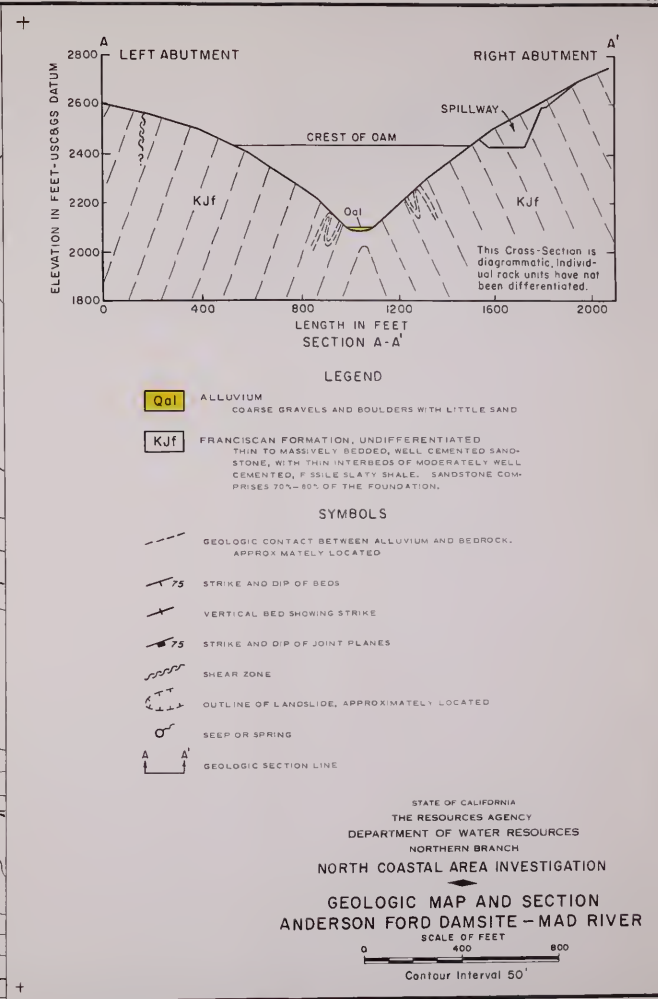 A
A'
LEFT ABUTMENT
RIGHT ABUTMENT
ELEVATION IN FEET-USC&GS DATUM
2800
2600
2400
2200
2000
1800
SPILLWAY
CREST OF DAM
KJf
Qal
KJf
This Cross-Section is
diagrammatic, Individ-
ual rock units have not
been differentiated.
0 400 800 1200 1600 2000
LENGTH IN FEET
SECTION A-A'
LEGEND
Qal ALLUVIUM
COARSE GRAVELS AND BOULDERS WITH LITTLE SAND
KJf FRANCISCAN FORMATION, UNDIFFERENTIATED
THIN TO MASSIVELY BEDDED, WELL CEMENTED SAND-
STONE, WITH THIN INTERBEDS OF MODERATELY WELL
CEMENTED, FISSILE SLATY SHALE. SANDSTONE COM-
PRISES 70%-80% OF THE FOUNDATION.
SYMBOLS
GEOLOGIC CONTACT BETWEEN ALLUVIUM AND BEDROCK,
APPROXIMATELY LOCATED
75 STRIKE AND DIP OF BEDS
VERTICAL BED SHOWING STRIKE
75 STRIKE AND DIP OF JOINT PLANES
SHEAR ZONE
OUTLINE OF LANDSLIDE, APPROXIMATELY LOCATED
SEEP OR SPRING
A A'
GEOLOGIC SECTION LINE
STATE OF CALIFORNIA
THE RESOURCES AGENCY
DEPARTMENT OF WATER RESOURCES
NORTHERN BRANCH
NORTH COASTAL AREA INVESTIGATION
GEOLOGIC MAP AND SECTION
ANDERSON FORD DAMSITE – MAD RIVER
SCALE OF FEET
0 400 800
Contour Interval 50'